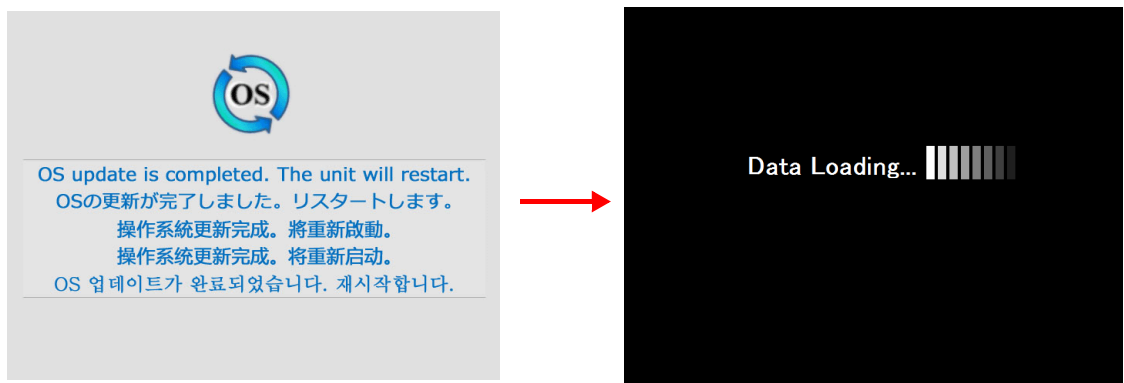 OS
OS update is completed. The unit will restart.
OSの更新が完了しました。リスタートします。
操作系統更新完成。將重新啟動。
操作系统更新完成。将重新启动。
OS 업데이트가 완료되었습니다. 재시작합니다.
Data Loading...